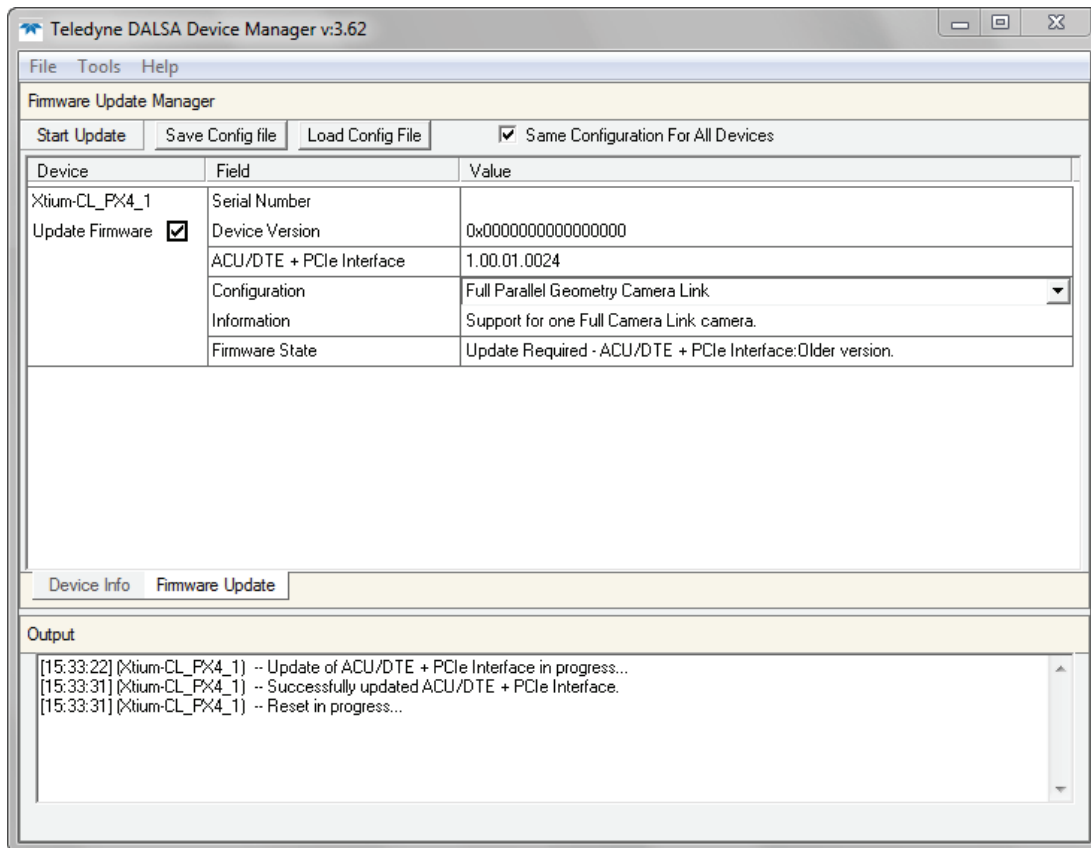 Teledyne DALSA Device Manager v:3.62
File Tools Help
Firmware Update Manager
Start Update Save Config file Load Config File Same Configuration For All Devices
Device Field Value
Xtium-CL_PX4_1 Serial Number
Update Firmware Device Version 0x0000000000000000
ACU/DTE + PCIe Interface 1.00.01.0024
Configuration Full Parallel Geometry Camera Link
Information Support for one Full Camera Link camera.
Firmware State Update Required - ACU/DTE + PCIe Interface:Older version.
Device Info Firmware Update
Output
[15:33:22] (Xtium-CL_PX4_1) -- Update of ACU/DTE + PCIe Interface in progress...
[15:33:31] (Xtium-CL_PX4_1) -- Successfully updated ACU/DTE + PCIe Interface.
[15:33:31] (Xtium-CL_PX4_1) -- Reset in progress...